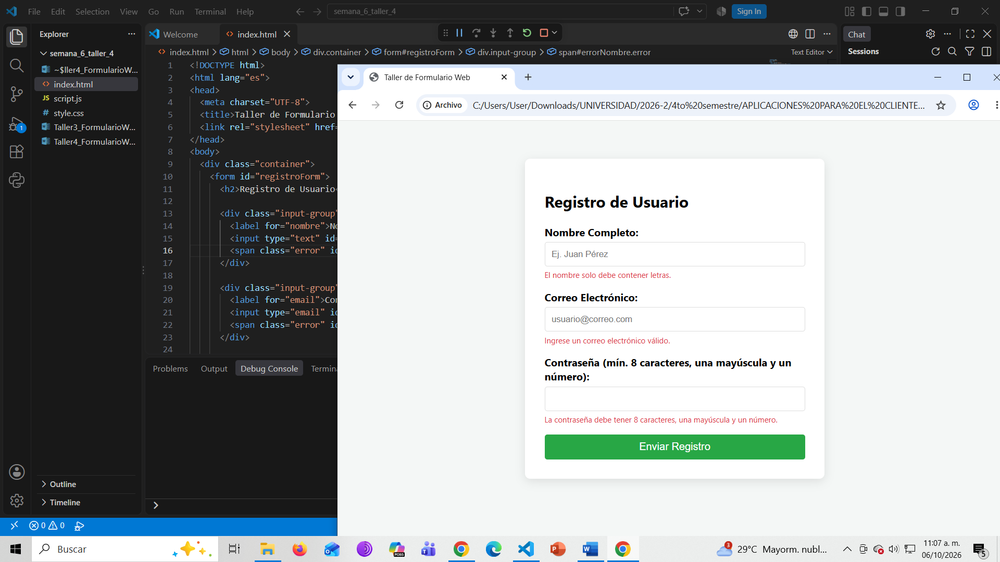 File Edit Selection View Go Run Terminal Help
semana_6_taller_4
Sign In
Explorer
semana_6_taller_4
~$ller4_FormularioW...
index.html
JS script.js
# style.css
Taller3_FormularioW...
Taller4_FormularioW...
1
Outline
Timeline
Welcome
index.html
index.html > html > body > div.container > form#registroForm > div.input-group > span#errorNombre.error
Text Editor
1 <!DOCTYPE html>
2 <html lang="es">
3 <head>
4 <meta charset="UTF-8">
5 <title>Taller de Formulario
6 <link rel="stylesheet" href=
7 </head>
8 <body>
9 <div class="container">
10 <form id="registroForm">
11 <h2>Registro de Usuario<
12
13 <div class="input-group"
14 <label for="nombre">No
15 <input type="text" id=
16 <span class="error" id
17 </div>
18
19 <div class="input-group"
20 <label for="email">Cor
21 <input type="email" id
22 <span class="error" id
23 </div>
24
Problems Output Debug Console Termina
Chat
Sessions
0 0
Taller de Formulario Web
Archivo C:/Users/User/Downloads/UNIVERSIDAD/2026-2/4to%20semestre/APLICACIONES%20PARA%20EL%20CLIENTE...
Registro de Usuario
Nombre Completo:
Ej. Juan Pérez
El nombre solo debe contener letras.
Correo Electrónico:
usuario@correo.com
Ingrese un correo electrónico válido.
Contraseña (mín. 8 caracteres, una mayúscula y un
número):
La contraseña debe tener 8 caracteres, una mayúscula y un número.
Enviar Registro
Buscar
M365
3
29°C Mayorm. nubl...
11:07 a. m.
06/10/2026
5